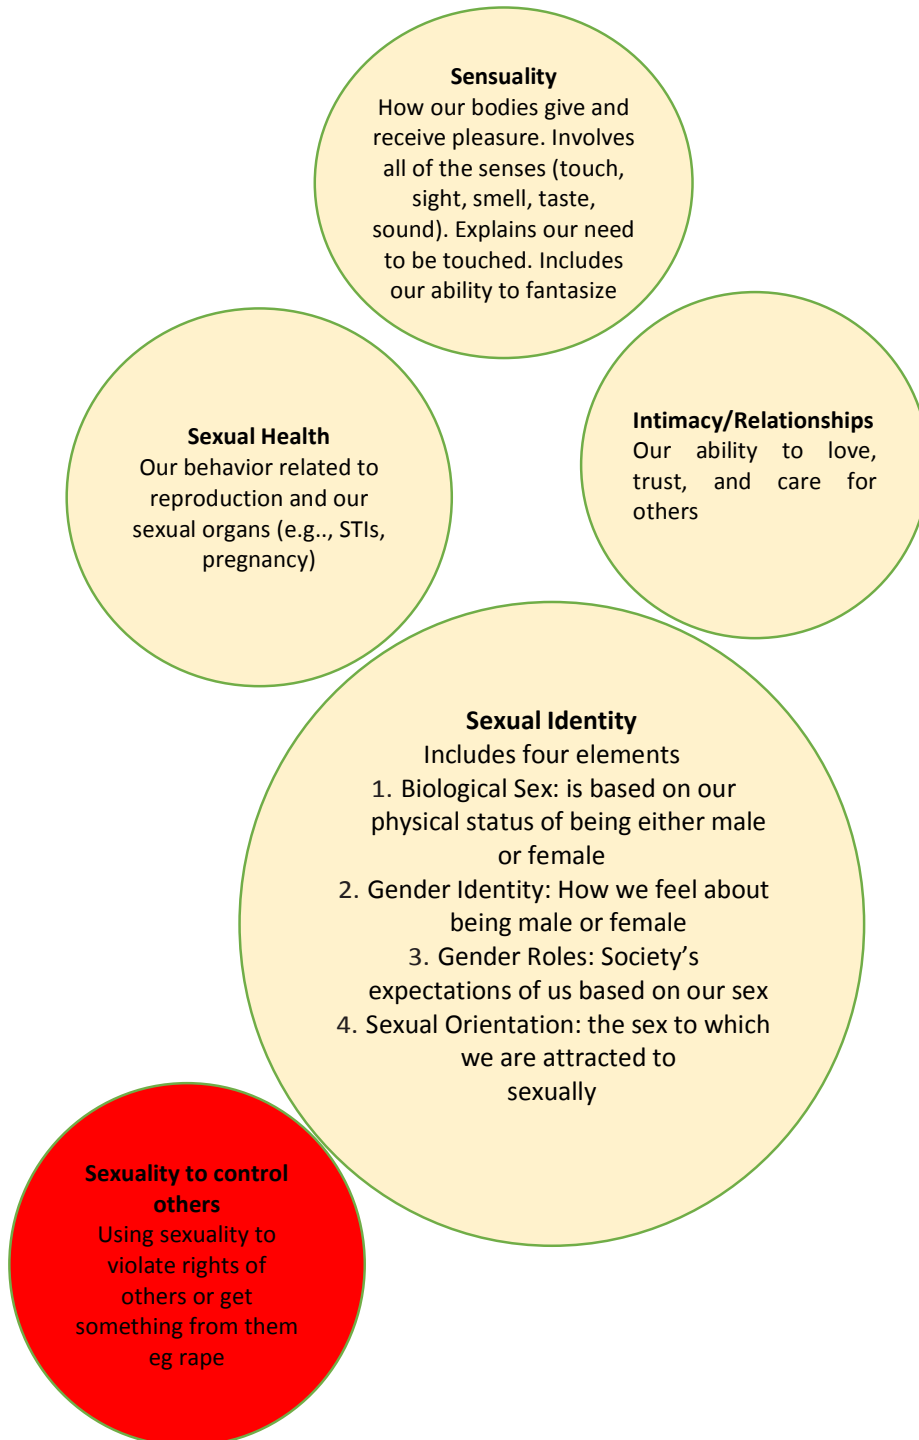 Sensuality
How our bodies give and
receive pleasure. Involves
all of the senses (touch,
sight, smell, taste,
sound). Explains our need
to be touched. Includes
our ability to fantasize
Sexual Health
Our behavior related to
reproduction and our
sexual organs (e.g.., STIs,
pregnancy)
Intimacy/Relationships
Our ability to love,
trust, and care for
others
Sexual Identity
Includes four elements
1. Biological Sex: is based on our
physical status of being either male
or female
2. Gender Identity: How we feel about
being male or female
3. Gender Roles: Society’s
expectations of us based on our sex
4. Sexual Orientation: the sex to which
we are attracted to
sexually
Sexuality to control
others
Using sexuality to
violate rights of
others or get
something from them
eg rape